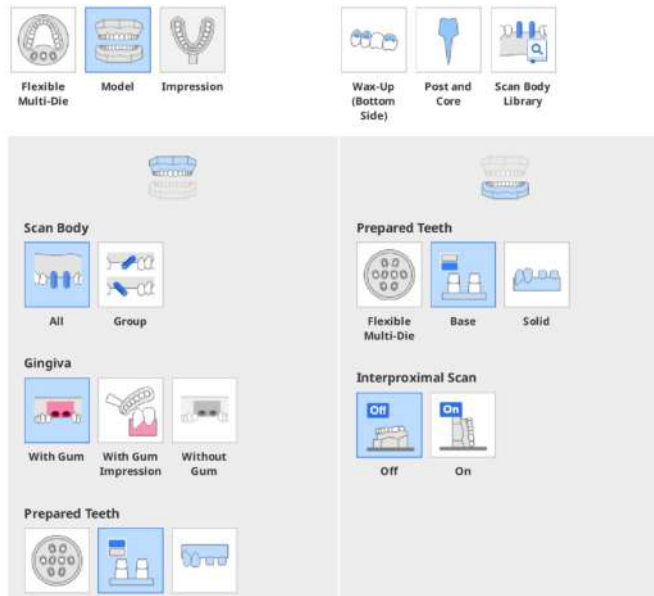 Flexible
Multi-Die
Model
Impression
Wax-Up
(Bottom
Side)
Post and
Core
Scan Body
Library
Scan Body
All
Group
Gingiva
With Gum
With Gum
Impression
Without
Gum
Prepared Teeth
Prepared Teeth
Flexible
Multi-Die
Base
Solid
Interproximal Scan
Off
On
Off
On